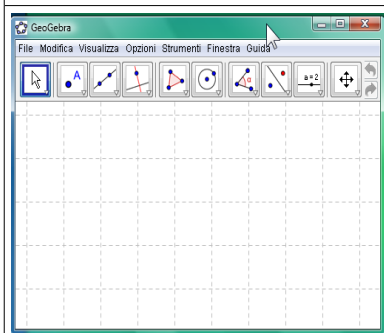 GeoGebra
File Modifica Visualizza Opzioni Strumenti Finestra Guida
A
α
a=2